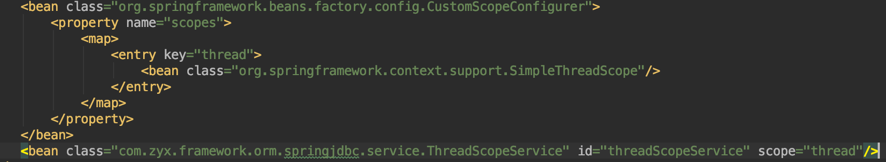 <bean class="org.springframework.beans.factory.config.CustomScopeConfigurer">
<property name="scopes">
<map>
<entry key="thread">
<bean class="org.springframework.context.support.SimpleThreadScope"/>
</entry>
</map>
</property>
</bean>
<bean class="com.zyx.framework.orm.springjdbc.service.ThreadScopeService" id="threadScopeService" scope="thread"/>